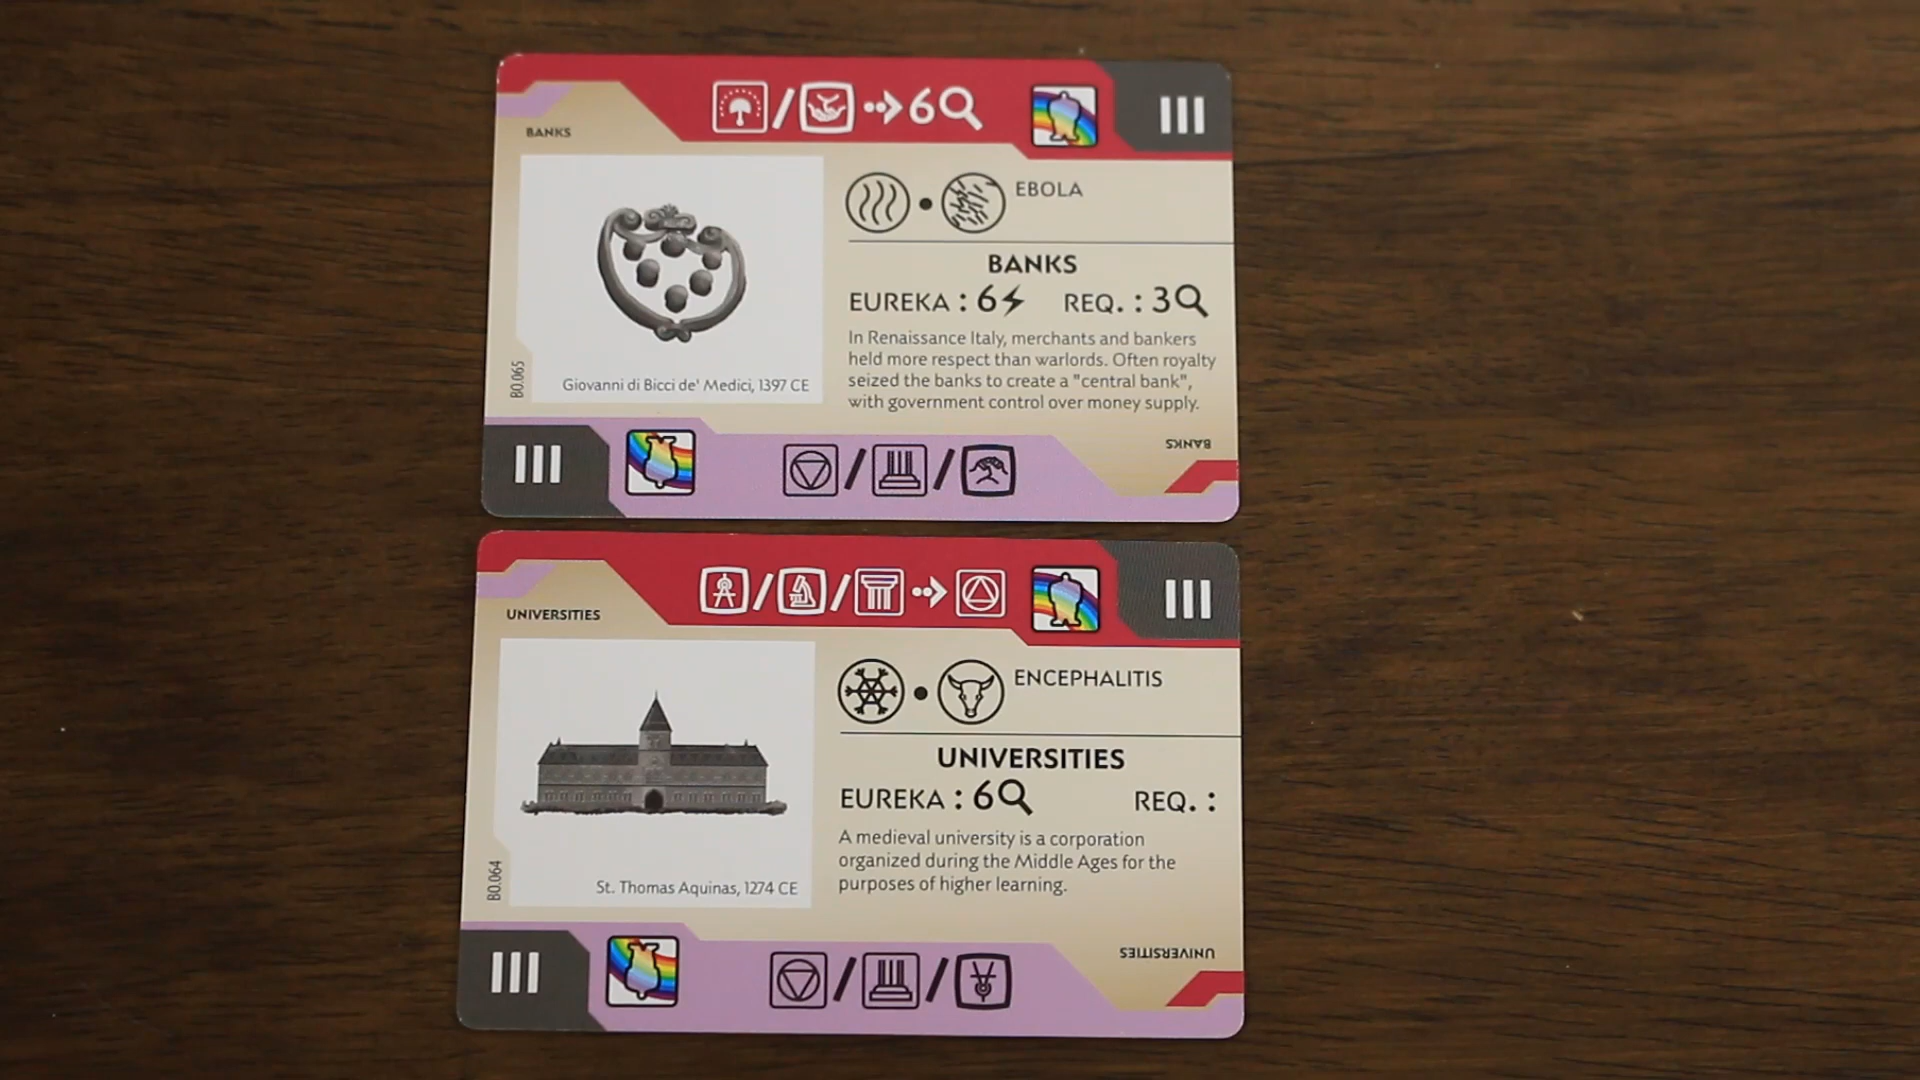 6
III
BANKS
EBOLA
BANKS
EUREKA : 6 REQ. : 3
In Renaissance Italy, merchants and bankers
held more respect than warlords. Often royalty
seized the banks to create a "central bank",
with government control over money supply.
Giovanni di Bicci de' Medici, 1397 CE
B0.065
BANKS
III
III
UNIVERSITIES
ENCEPHALITIS
UNIVERSITIES
EUREKA : 6 REQ. :
A medieval university is a corporation
organized during the Middle Ages for the
purposes of higher learning.
St. Thomas Aquinas, 1274 CE
B0.064
UNIVERSITIES
III